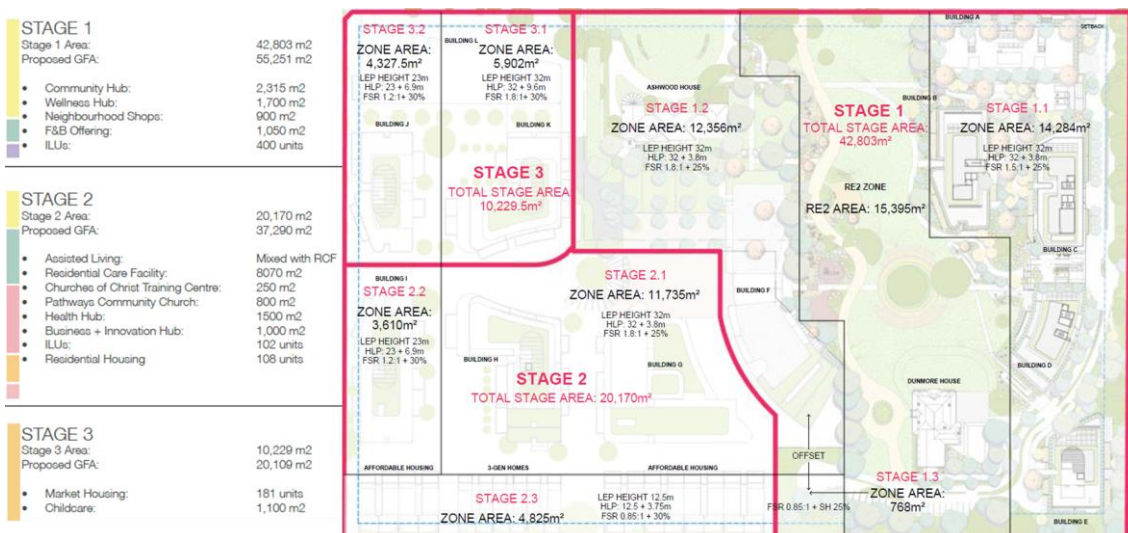 STAGE 1
Stage 1 Area: 42,803 m2
Proposed GFA: 55,251 m2
• Community Hub: 2,315 m2
• Wellness Hub: 1,700 m2
• Neighbourhood Shops: 900 m2
• F&B Offering: 1,050 m2
• ILUs: 400 units
STAGE 2
Stage 2 Area: 20,170 m2
Proposed GFA: 37,290 m2
• Assisted Living: Mixed with RCF
• Residential Care Facility: 8070 m2
• Churches of Christ Training Centre: 250 m2
• Pathways Community Church: 800 m2
• Health Hub: 1500 m2
• Business + Innovation Hub: 1,000 m2
• ILUs: 102 units
• Residential Housing 108 units
STAGE 3
Stage 3 Area: 10,229 m2
Proposed GFA: 20,109 m2
• Market Housing: 181 units
• Childcare: 1,100 m2
STAGE 3.2
ZONE AREA:
4,327.5m²
LEP HEIGHT 23m
HLP: 23 + 6.9m
FSR 1.2:1+ 30%
BUILDING L
STAGE 3.1
ZONE AREA:
5,902m²
LEP HEIGHT 32m
HLP: 32 + 9.6m
FSR 1.8:1+ 30%
BUILDING J
BUILDING K
STAGE 3
TOTAL STAGE AREA:
10,229.5m²
ASHWOOD HOUSE
STAGE 1.2
ZONE AREA: 12,356m²
LEP HEIGHT 32m
HLP: 32 + 3.8m
FSR 1.8:1 + 25%
STAGE 1
TOTAL STAGE AREA:
42,803m²
RE2 ZONE
RE2 AREA: 15,395m²
BUILDING A
SETBACK
BUILDING B
STAGE 1.1
ZONE AREA: 14,284m²
LEP HEIGHT 32m
HLP: 32 + 3.8m
FSR 1.5:1 + 25%
BUILDING C
BUILDING I
STAGE 2.2
ZONE AREA:
3,610m²
LEP HEIGHT 23m
HLP: 23 + 6.9m
FSR 1.2:1 + 30%
STAGE 2.1
ZONE AREA: 11,735m²
LEP HEIGHT 32m
HLP: 32 + 3.8m
FSR 1.8:1 + 25%
BUILDING F
BUILDING H
BUILDING G
BUILDING D
STAGE 2
TOTAL STAGE AREA: 20,170m²
DUNMORE HOUSE
OFFSET
AFFORDABLE HOUSING
3-GEN HOMES
AFFORDABLE HOUSING
STAGE 2.3
ZONE AREA: 4,825m²
LEP HEIGHT 12.5m
HLP: 12.5 + 3.75m
FSR 0.85:1 + 30%
STAGE 1.3
ZONE AREA:
768m²
FSR 0.85:1 + SH 25%
BUILDING E